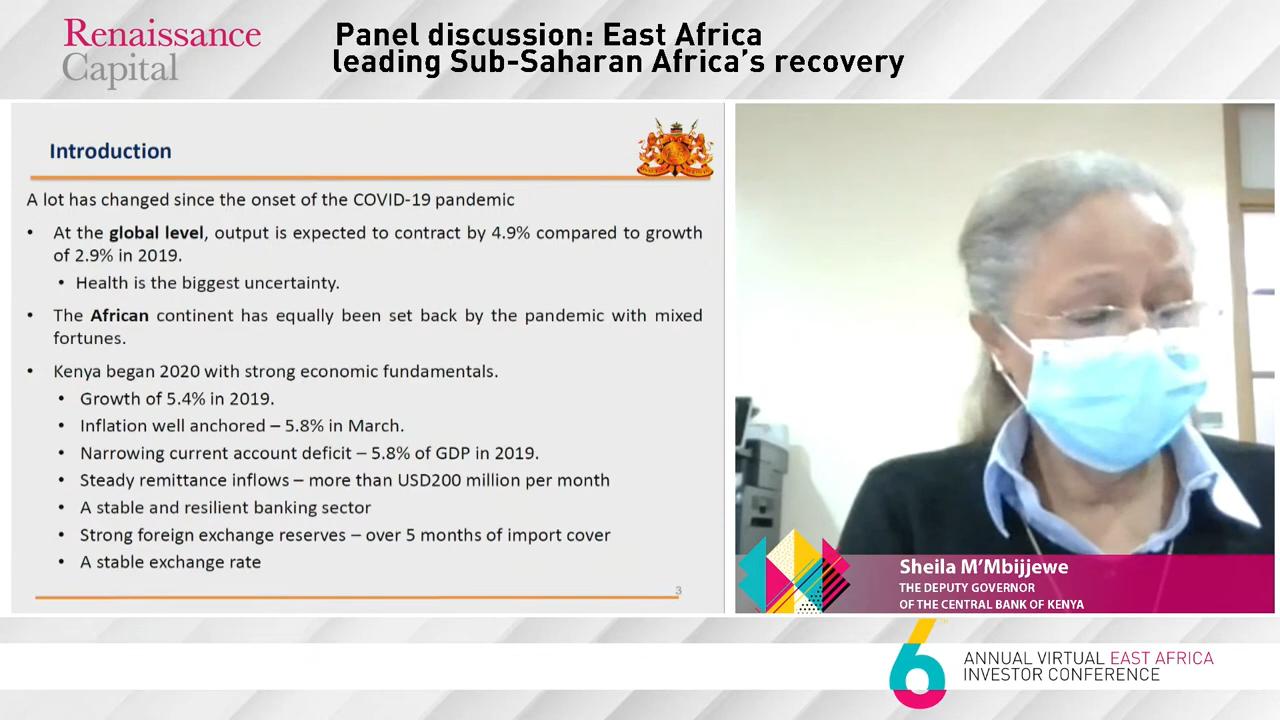 Renaissance
Capital
Panel discussion: East Africa
leading Sub-Saharan Africa's recovery
Introduction
A lot has changed since the onset of the COVID-19 pandemic
• At the global level, output is expected to contract by 4.9% compared to growth
of 2.9% in 2019.
• Health is the biggest uncertainty.
• The African continent has equally been set back by the pandemic with mixed
fortunes.
• Kenya began 2020 with strong economic fundamentals.
• Growth of 5.4% in 2019.
• Inflation well anchored – 5.8% in March.
• Narrowing current account deficit – 5.8% of GDP in 2019.
• Steady remittance inflows – more than USD200 million per month
• A stable and resilient banking sector
• Strong foreign exchange reserves – over 5 months of import cover
• A stable exchange rate
3
Sheila M'Mbijjewe
THE DEPUTY GOVERNOR
OF THE CENTRAL BANK OF KENYA
6TH
ANNUAL VIRTUAL EAST AFRICA
INVESTOR CONFERENCE